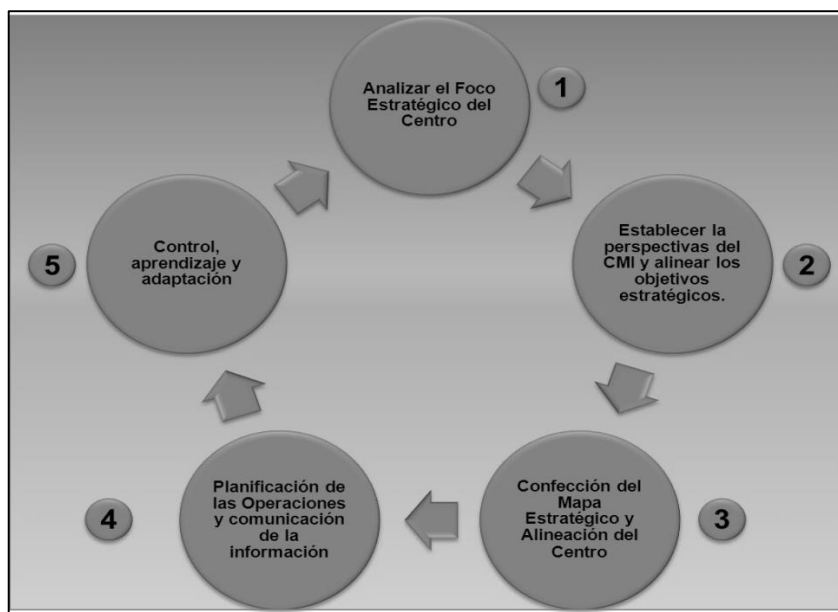 Analizar el Foco
Estratégico del
Centro
1
Establecer la
perspectivas del
CMI y alinear los
objetivos
estratégicos.
2
Confección del
Mapa
Estratégico y
Alineación del
Centro
3
Planificación de
las Operaciones
y comunicación
de la
información
4
Control,
aprendizaje y
adaptación
5